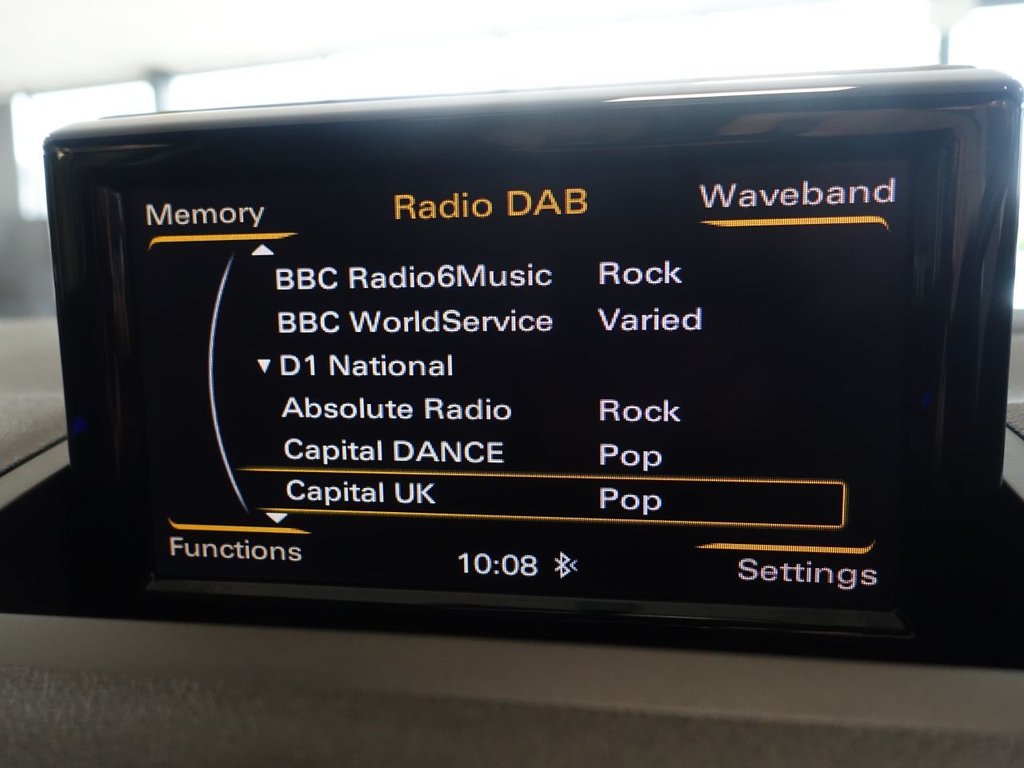 Memory Radio DAB Waveband
BBC Radio6Music Rock
BBC WorldService Varied
▼ D1 National
Absolute Radio Rock
Capital DANCE Pop
Capital UK Pop
Functions 10:08 Settings